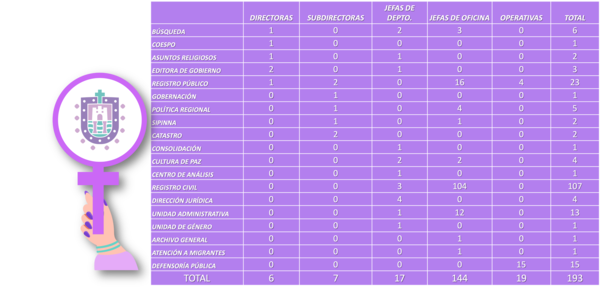 DIRECTORAS SUBDIRECTORAS JEFAS DE DEPTO. JEFAS DE OFICINA OPERATIVAS TOTAL
BÚSQUEDA 1 0 2 3 0 6
COESPO 1 0 0 0 0 1
ASUNTOS RELIGIOSOS 1 0 1 0 0 2
EDITORA DE GOBIERNO 2 0 1 0 0 3
REGISTRO PÚBLICO 1 2 0 16 4 23
GOBERNACIÓN 0 1 0 0 0 1
POLÍTICA REGIONAL 0 1 0 4 0 5
SIPINNA 0 1 0 1 0 2
CATASTRO 0 2 0 0 0 2
CONSOLIDACIÓN 0 0 1 0 0 1
CULTURA DE PAZ 0 0 2 2 0 4
CENTRO DE ANÁLISIS 0 0 1 0 0 1
REGISTRO CIVIL 0 0 3 104 0 107
DIRECCIÓN JURÍDICA 0 0 4 0 0 4
UNIDAD ADMINISTRATIVA 0 0 1 12 0 13
UNIDAD DE GÉNERO 0 0 1 0 0 1
ARCHIVO GENERAL 0 0 0 1 0 1
ATENCIÓN A MIGRANTES 0 0 0 1 0 1
DEFENSORÍA PÚBLICA 0 0 0 0 15 15
TOTAL 6 7 17 144 19 193